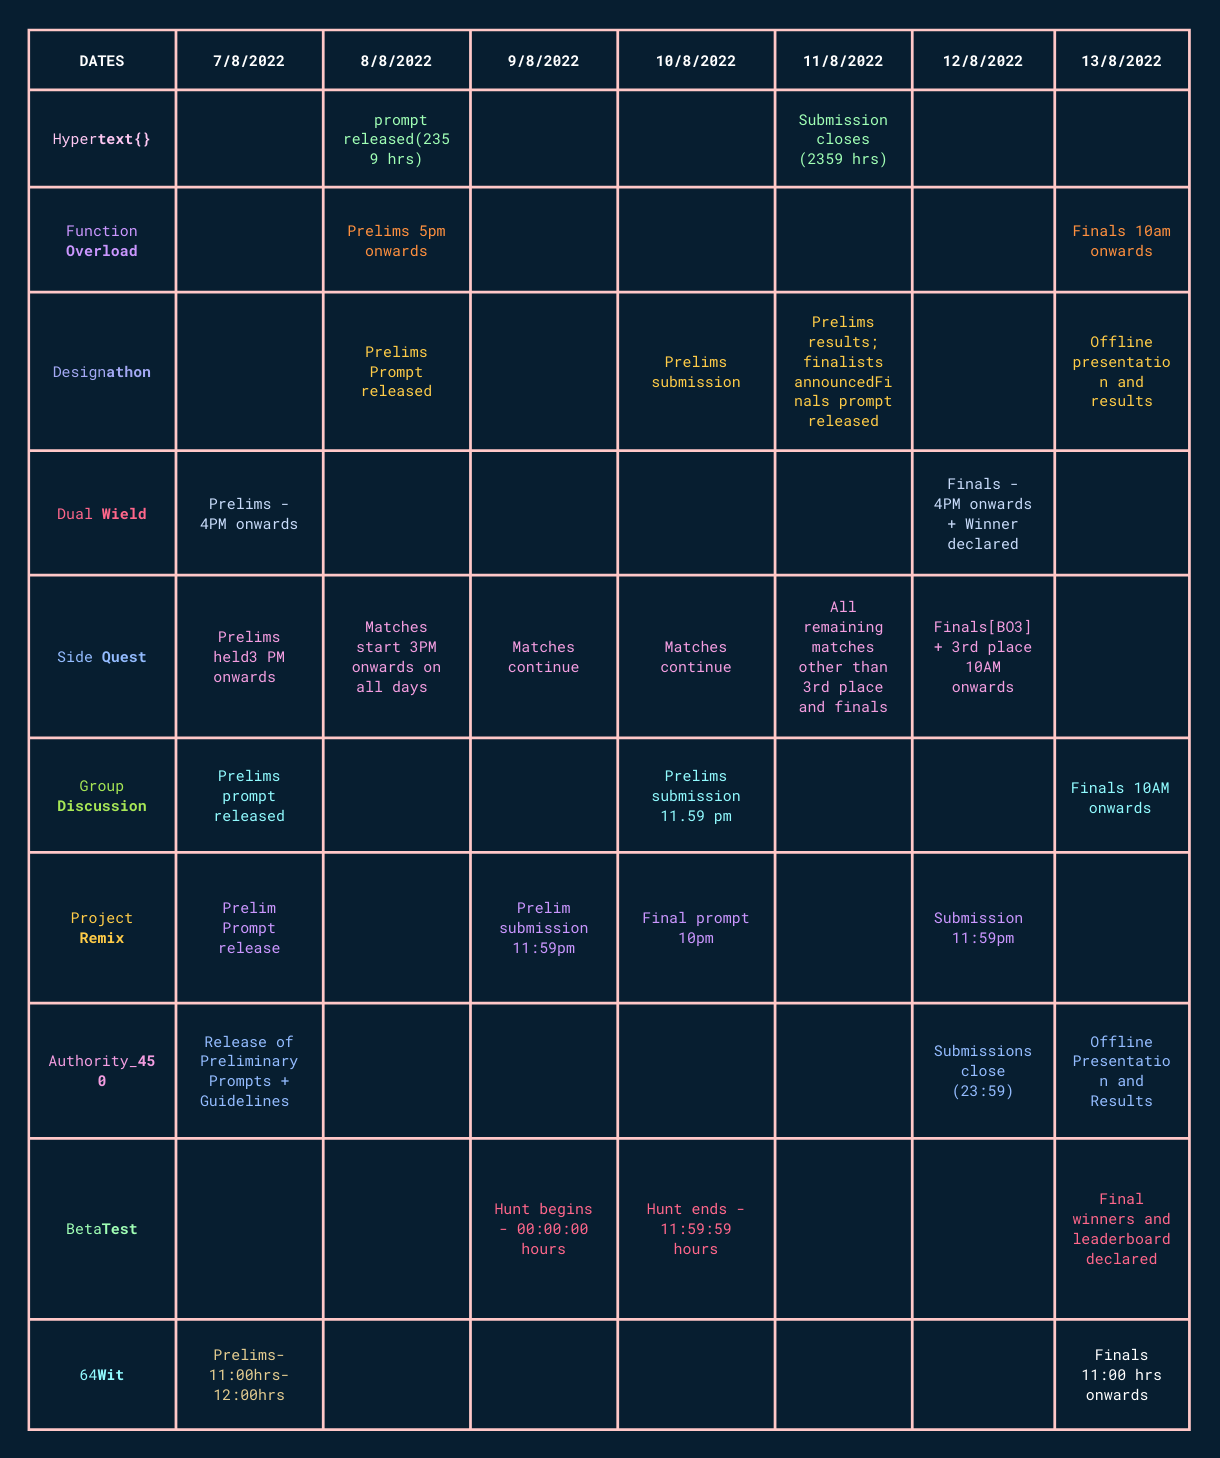 DATES 7/8/2022 8/8/2022 9/8/2022 10/8/2022 11/8/2022 12/8/2022 13/8/2022
Hypertext{}
prompt
released(235
9 hrs)
Submission
closes
(2359 hrs)
Function
Overload
Prelims 5pm
onwards
Finals 10am
onwards
Designathon
Prelims
Prompt
released
Prelims
submission
Prelims
results;
finalists
announcedFi
nals prompt
released
Offline
presentatio
n and
results
Dual Wield
Prelims -
4PM onwards
Finals -
4PM onwards
+ Winner
declared
Side Quest
Prelims
held3 PM
onwards
Matches
start 3PM
onwards on
all days
Matches
continue
Matches
continue
All
remaining
matches
other than
3rd place
and finals
Finals[BO3]
+ 3rd place
10AM
onwards
Group
Discussion
Prelims
prompt
released
Prelims
submission
11.59 pm
Finals 10AM
onwards
Project
Remix
Prelim
Prompt
release
Prelim
submission
11:59pm
Final prompt
10pm
Submission
11:59pm
Authority_45
0
Release of
Preliminary
Prompts +
Guidelines
Submissions
close
(23:59)
Offline
Presentatio
n and
Results
BetaTest
Hunt begins
- 00:00:00
hours
Hunt ends -
11:59:59
hours
Final
winners and
leaderboard
declared
64Wit
Prelims-
11:00hrs-
12:00hrs
Finals
11:00 hrs
onwards